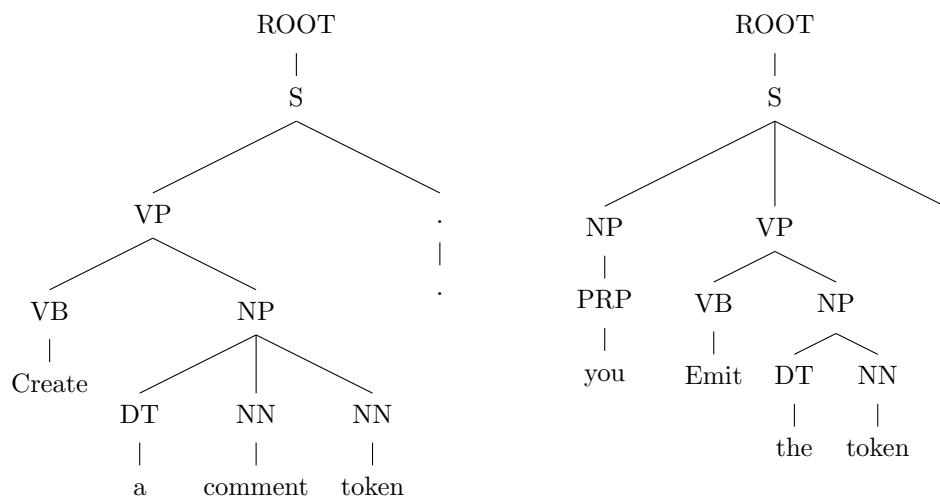 ROOT
S
VP .
VB NP .
Create DT NN NN
a comment token
ROOT
S
NP VP
PRP VB NP
you Emit DT NN
the token